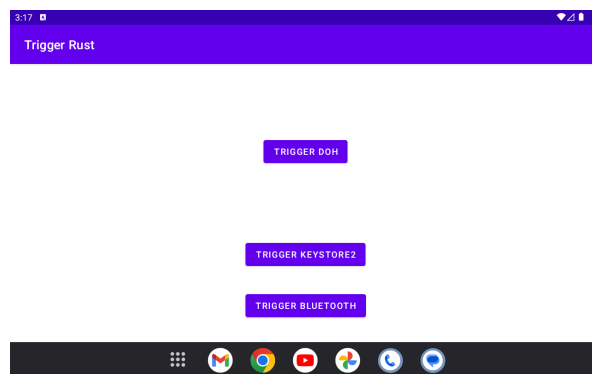 3:17
Trigger Rust
TRIGGER DOH
TRIGGER KEYSTORE2
TRIGGER BLUETOOTH